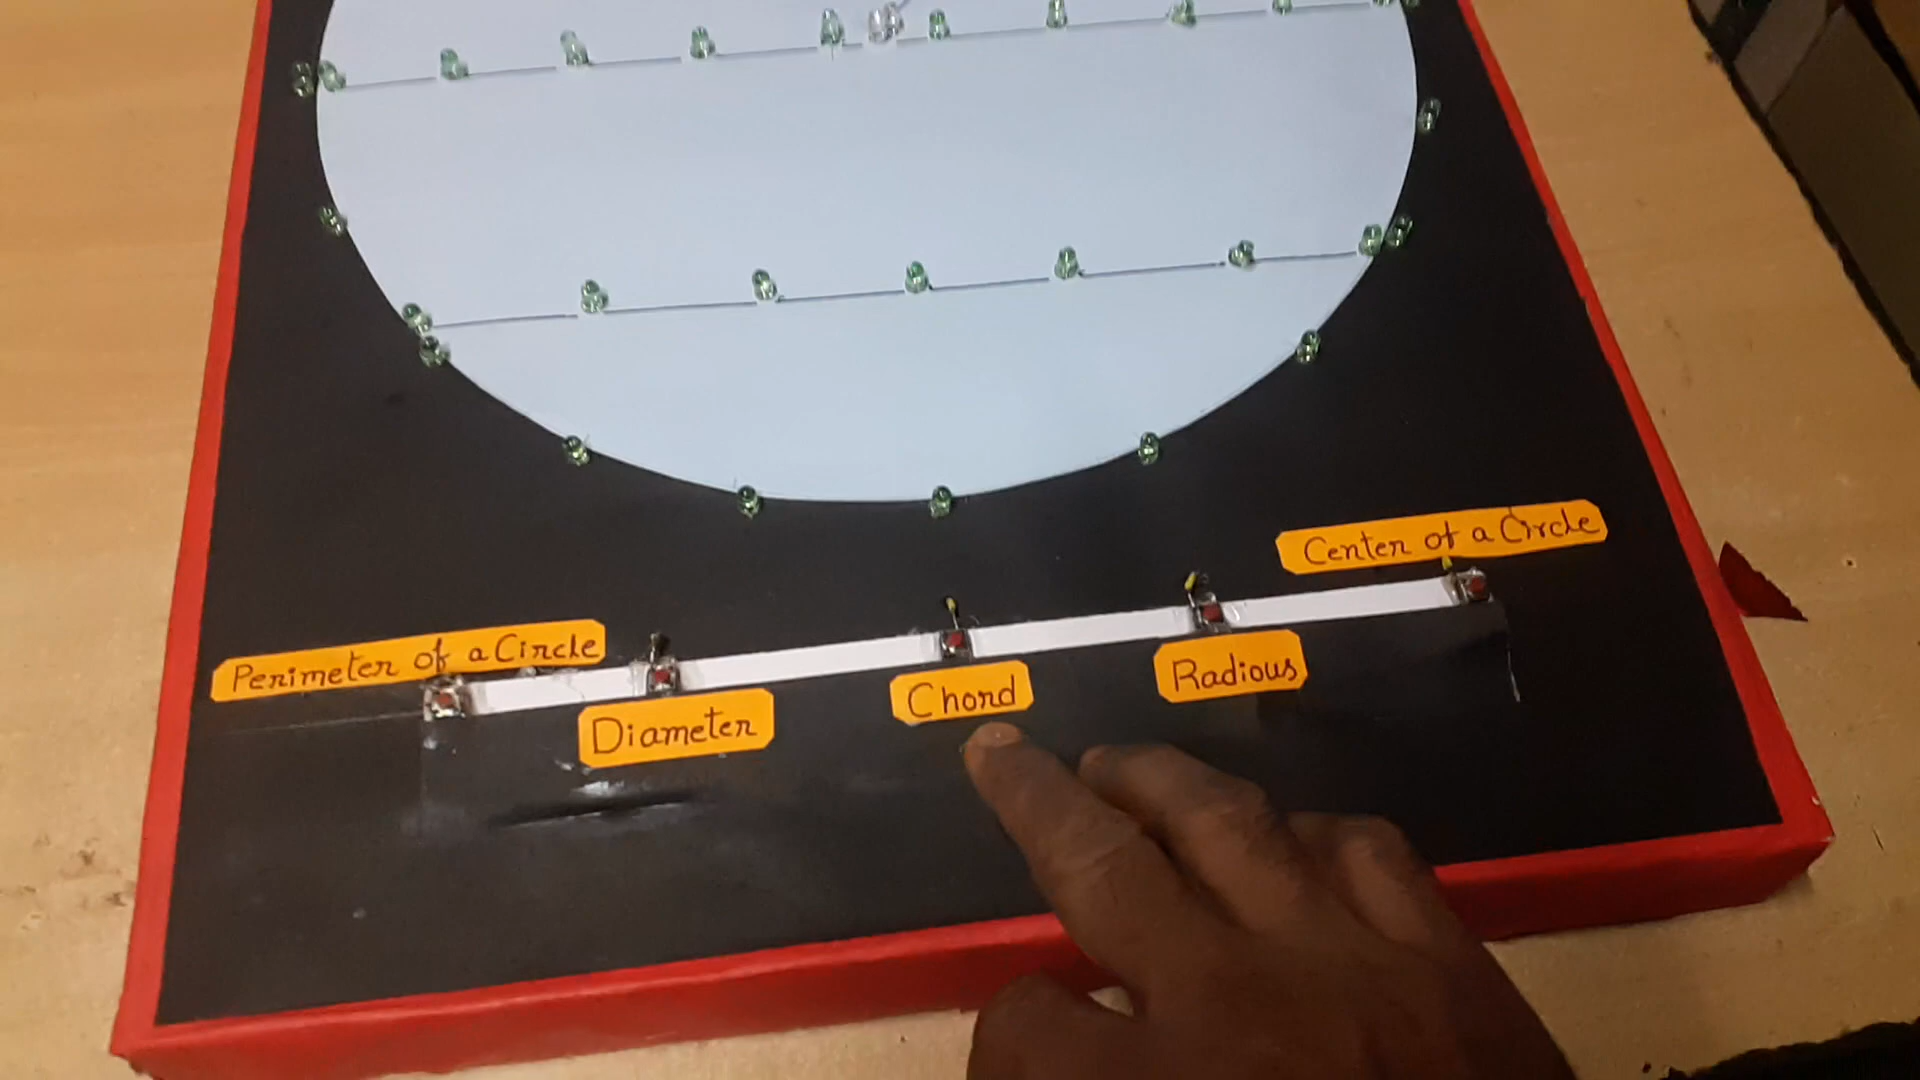 Perimeter of a Circle
Diameter
Chord
Radious
Center of a Circle